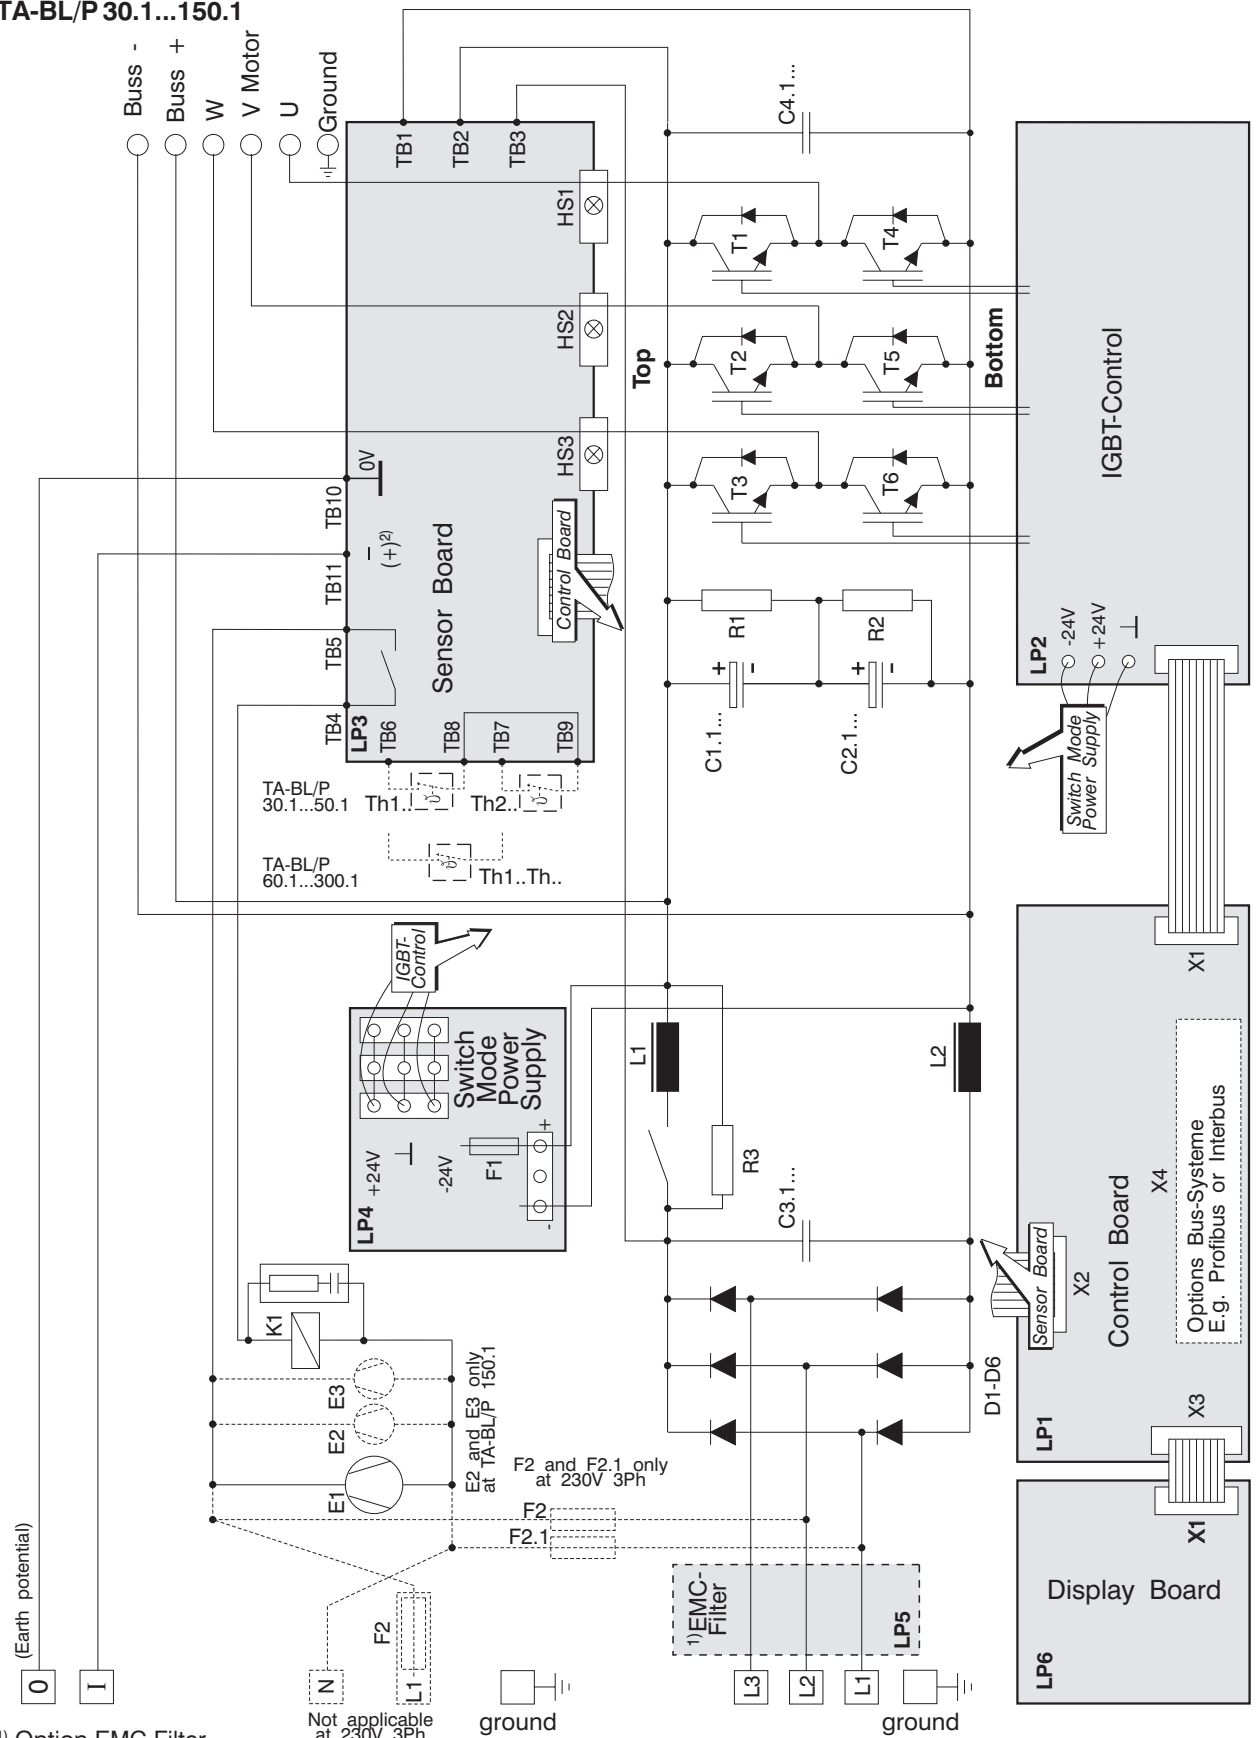 TA-BL/P 30.1...150.1
Buss -
Buss +
W
V Motor
U
Ground
TB1
TB2
TB3
C4.1...
HS1
HS2
HS3
T1
T4
T2
T5
T3
T6
Top
Bottom
IGBT-Control
0V
TB10
TB11
– (+)2)
TB5
TB4
Sensor Board
Control Board
LP3
TB6
TB8
TB7
TB9
R1
R2
+
-
+
-
C1.1...
C2.1...
LP2
-24V
+24V
Switch Mode
Power Supply
TA-BL/P
30.1...50.1
Th1..
Th2..
TA-BL/P
60.1...300.1
Th1..Th..
IGBT-
Control
Switch
Mode
Power
Supply
LP4
+24V
-24V
F1
+
-
L1
L2
R3
C3.1...
X1
Control Board
X4
Options Bus-Systeme
E.g. Profibus or Interbus
Sensor Board
X2
LP1
X3
D1-D6
K1
E3
E2
E1
E2 and E3 only
at TA-BL/P 150.1
F2 and F2.1 only
at 230V 3Ph
F2
F2.1
X1
Display Board
LP6
1)EMC-
Filter
LP5
L3
L2
L1
ground
(Earth potential)
0
I
N
F2
L1
Not applicable
at 230V 3Ph
ground
1) Option EMC Filter